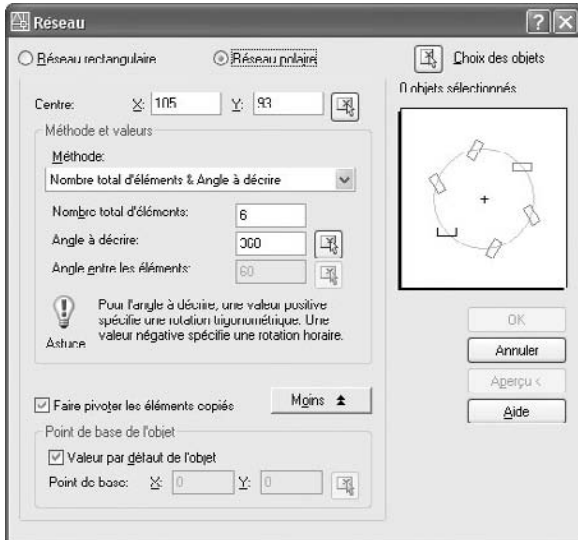 Réseau
Réseau rectangulaire
Réseau polaire
Choix des objets
0 objets sélectionnés
Centre: X: 105 Y: 93
Méthode et valeurs
Méthode:
Nombre total d'éléments & Angle à décrire
Nombre total d'éléments: 6
Angle à décrire: 360
Angle entre les éléments: 60
Astuce
Pour l'angle à décrire, une valeur positive
spécifie une rotation trigonométrique. Une
valeur négative spécifie une rotation horaire.
OK
Annuler
Aperçu <
Aide
Faire pivoter les éléments copiés
Moins
Point de base de l'objet
Valeur par défaut de l'objet
Point de base: X: 0 Y: 0